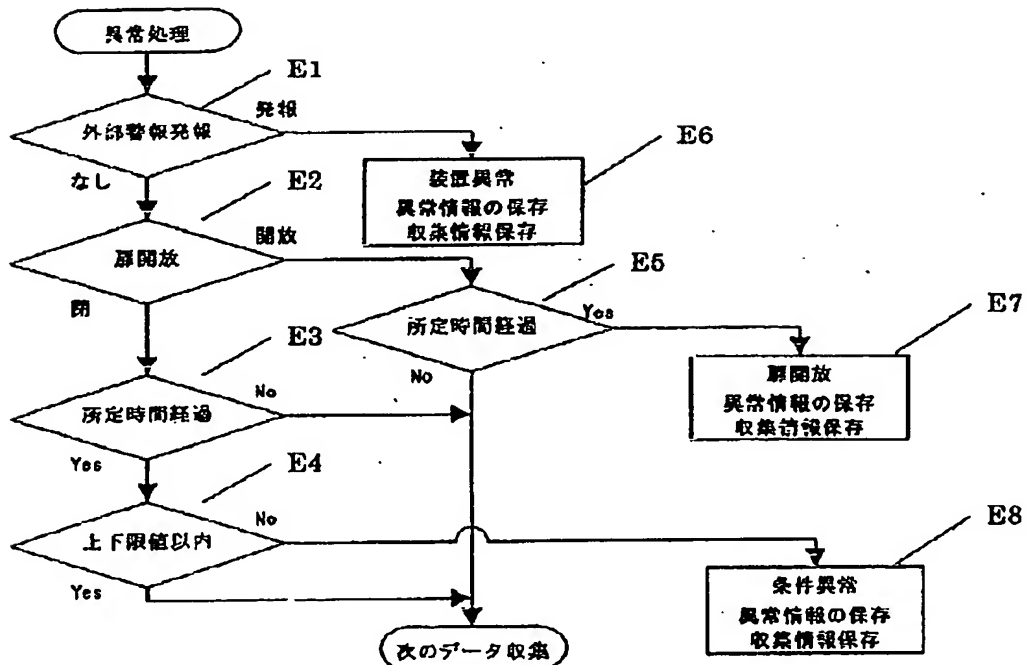 異常処理
E1
外部警報発報
発報
なし
E6
装置異常
異常情報の保存
収集情報保存
E2
扉開放
開放
閉
E5
所定時間経過
Yes
No
E7
扉開放
異常情報の保存
収集情報保存
E3
所定時間経過
No
Yes
E4
上下限値以内
No
Yes
E8
条件異常
異常情報の保存
収集情報保存
次のデータ収集